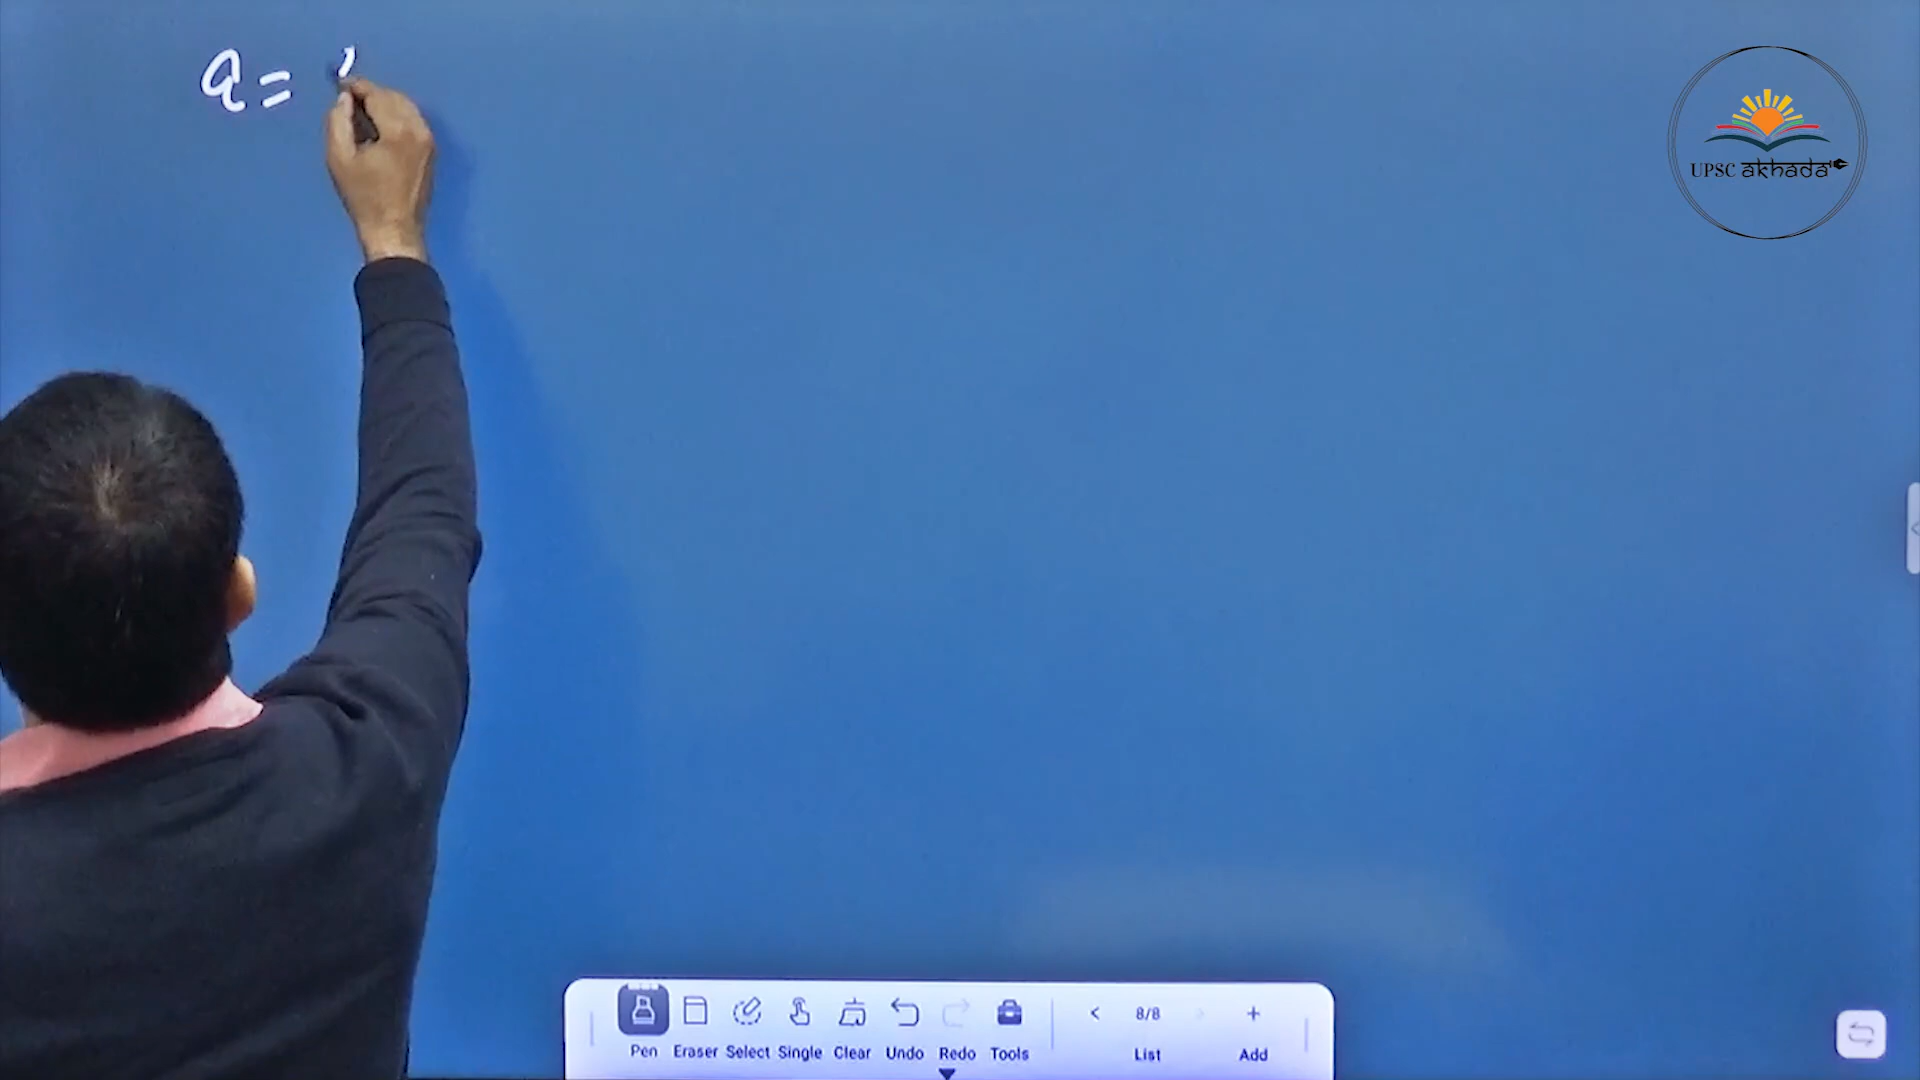 Q =
UPSC akhada
Pen Eraser Select Single Clear Undo Redo Tools < 8/8 List + Add